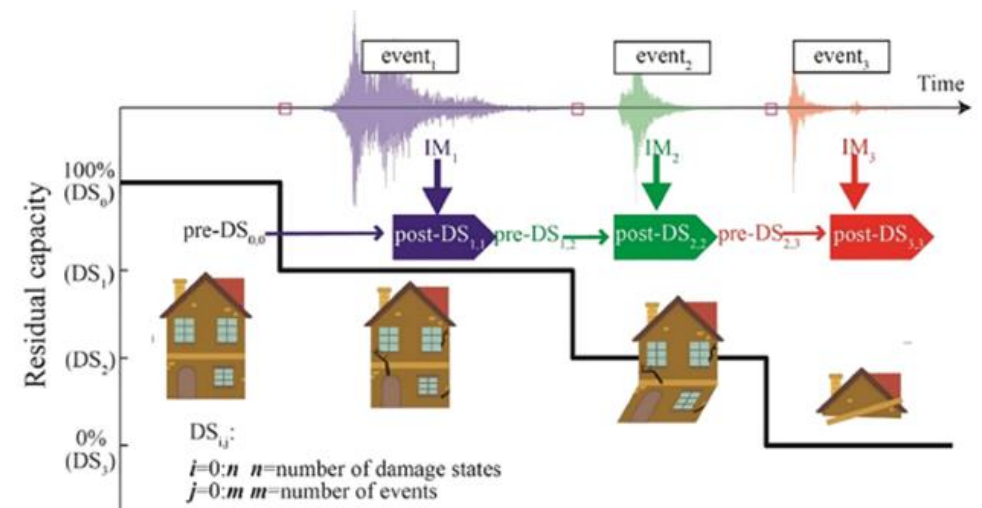 event₁
event₂
event₃
Time
IM₁
IM₂
IM₃
100%
(DS₀)
pre-DS₀,₀
post-DS₁,₁
pre-DS₁,₂
post-DS₂,₂
pre-DS₂,₃
post-DS₃,₃
Residual capacity
(DS₁)
(DS₂)
0%
(DS₃)
DSᵢ,ⱼ:
i=0:n n=number of damage states
j=0:m m=number of events